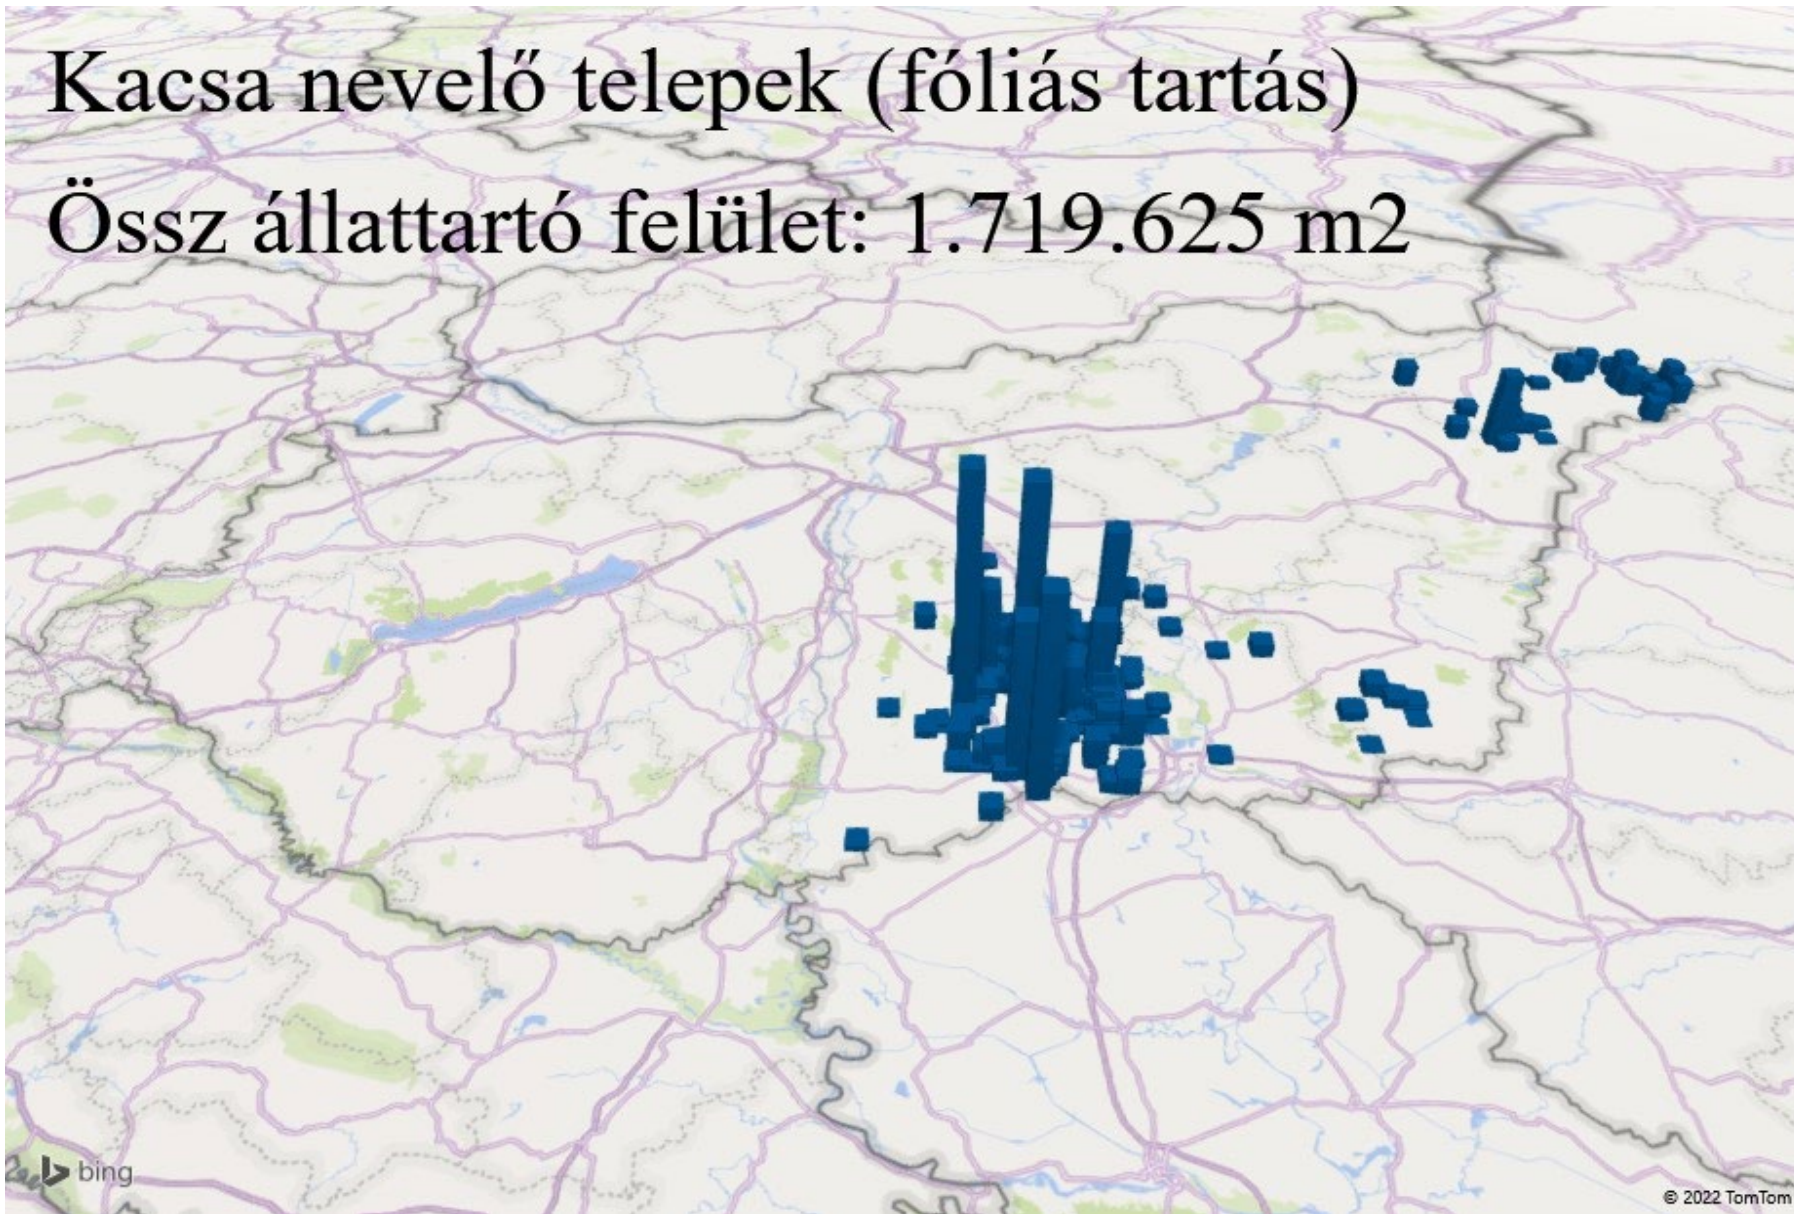 Kacsa nevelő telepek (fóliás tartás)
Össz állattartó felület: 1.719.625 m2
bing
© 2022 TomTom